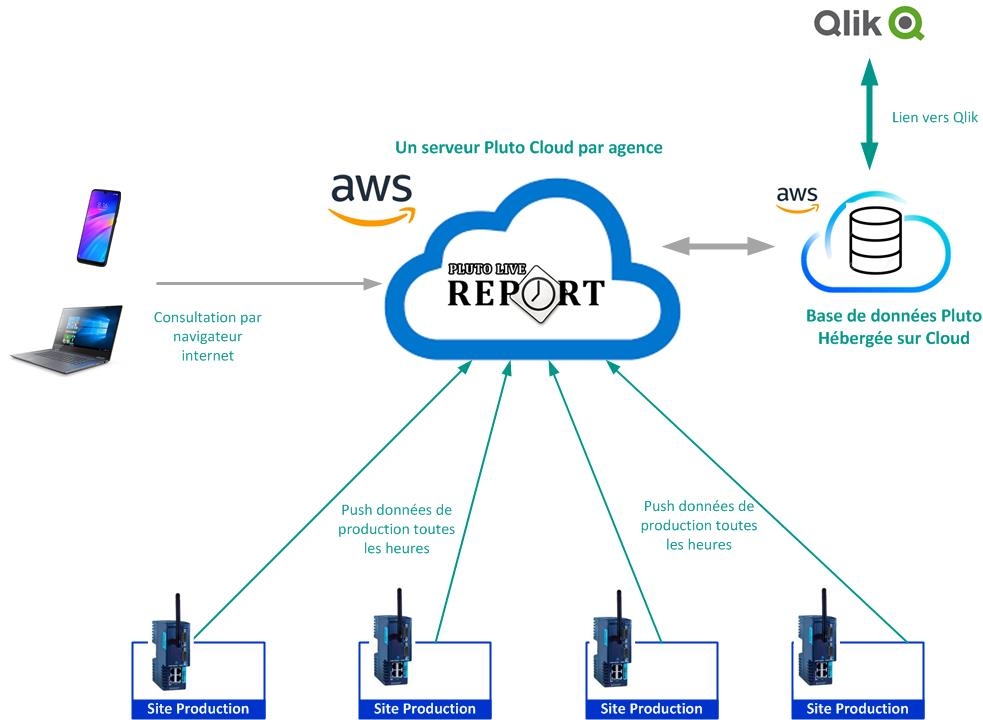 Qlik
Lien vers Qlik
Un serveur Pluto Cloud par agence
aws
aws
PLUTO LIVE
REPORT
Consultation par
navigateur
internet
Base de données Pluto
Hébergée sur Cloud
Push données de
production toutes
les heures
Push données de
production toutes
les heures
Site Production
Site Production
Site Production
Site Production